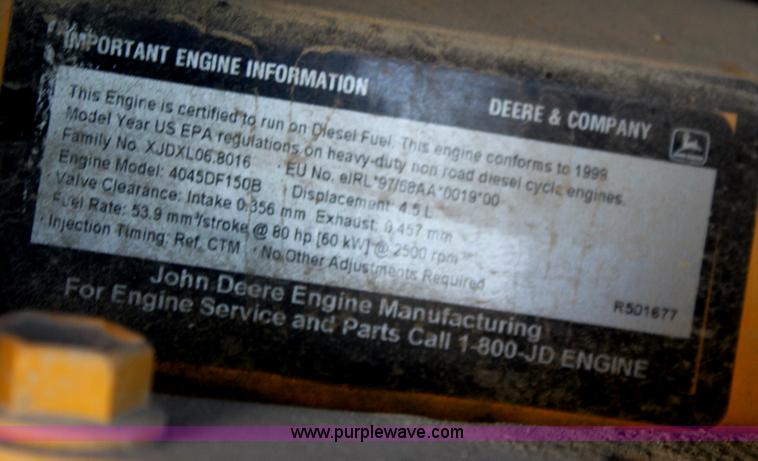 IMPORTANT ENGINE INFORMATION DEERE & COMPANY
This Engine is certified to run on Diesel Fuel. This engine conforms to 1999
Model Year US EPA regulations on heavy-duty non road diesel cycle engines.
· Family No. XJDXL06.8016 · EU No. eIRL*97/68AA*0019*00
· Engine Model: 4045DF150B · Displacement: 4.5 L
· Valve Clearance: Intake 0.356 mm Exhaust: 0.457 mm
· Fuel Rate: 53.9 mm³/stroke @ 80 hp [60 kW] @ 2500 rpm
· Injection Timing: Ref. CTM · No Other Adjustments Required
R501677
John Deere Engine Manufacturing
For Engine Service and Parts Call 1-800-JD ENGINE
www.purplewave.com